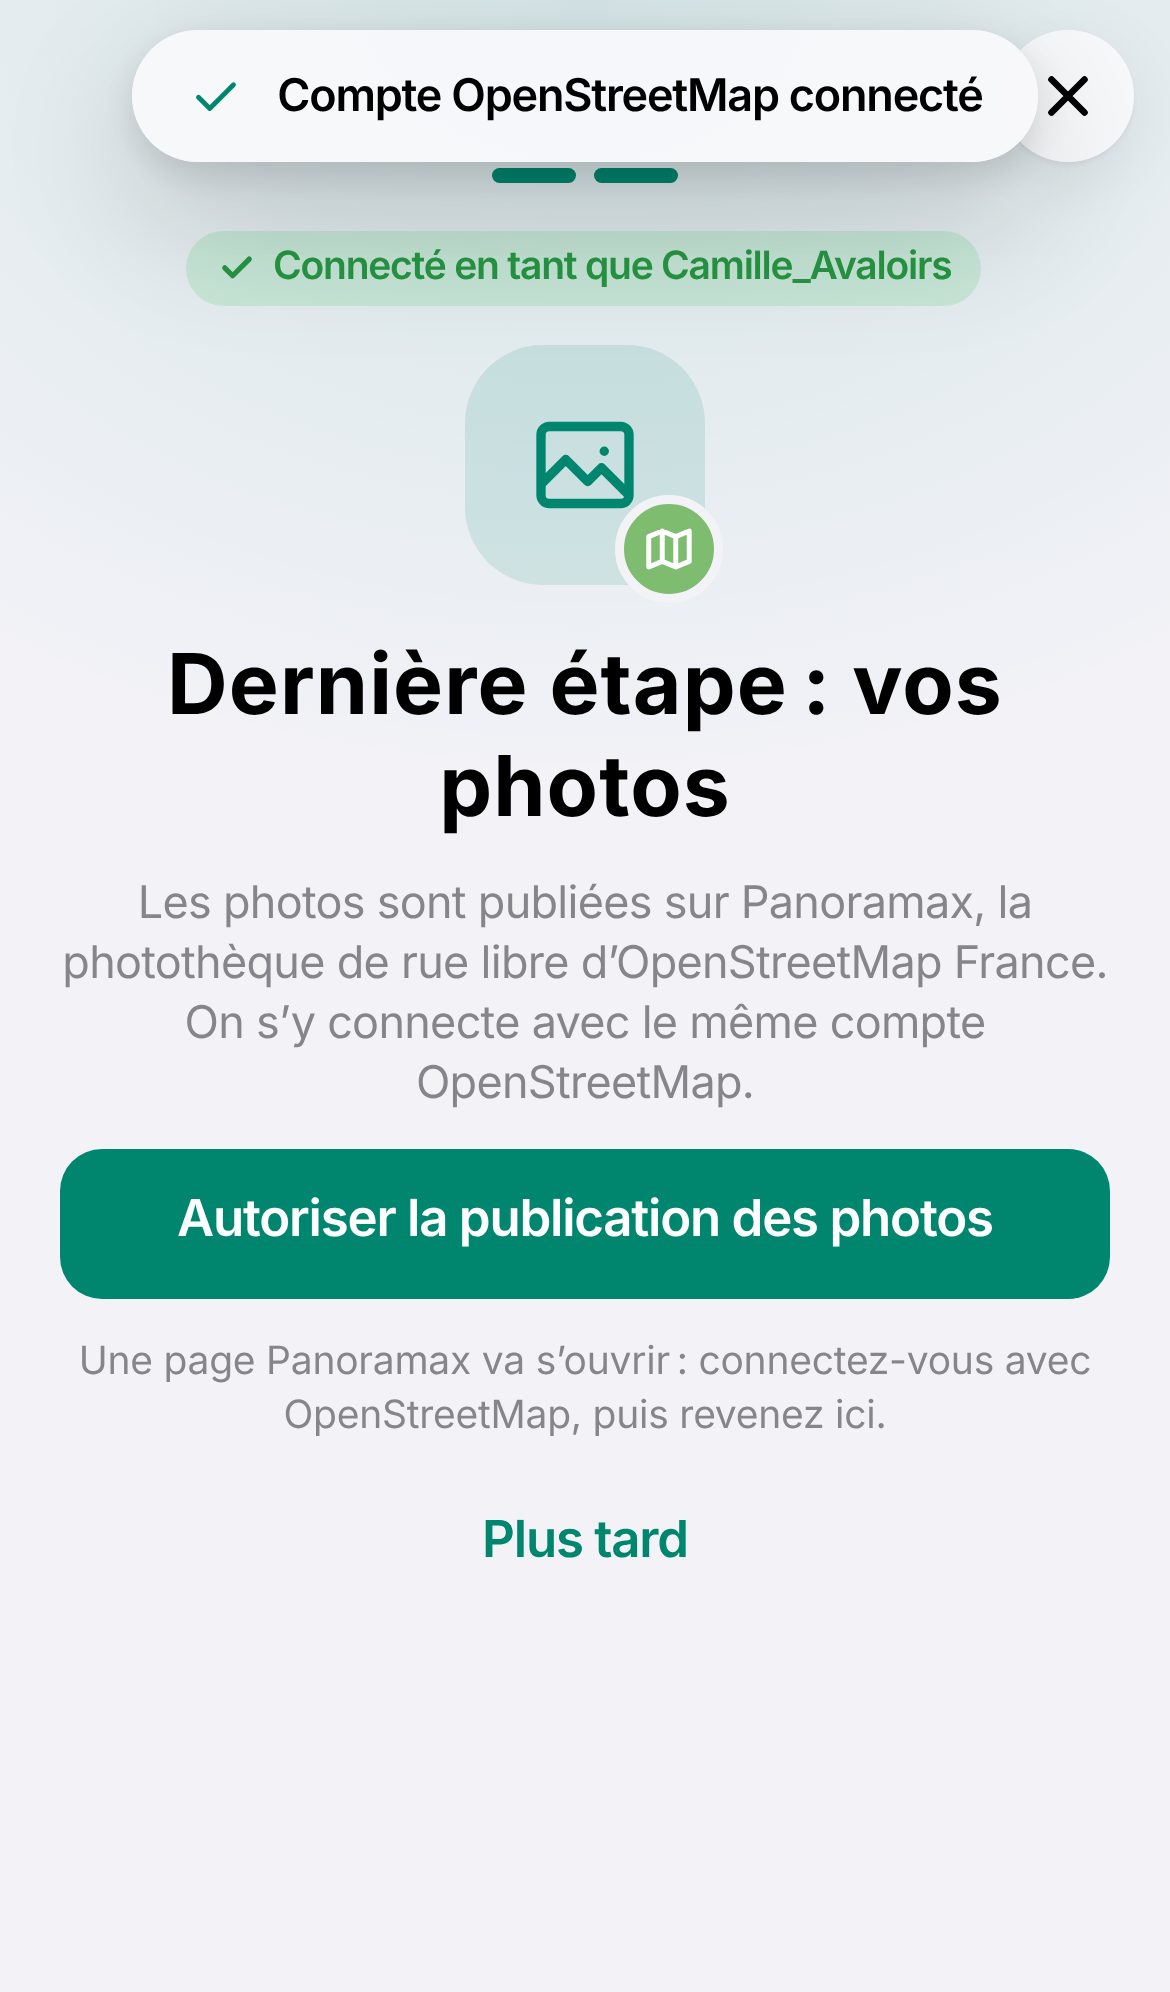 Compte OpenStreetMap connecté
Connecté en tant que Camille_Avaloirs
Dernière étape : vos
photos
Les photos sont publiées sur Panoramax, la
photothèque de rue libre d’OpenStreetMap France.
On s’y connecte avec le même compte
OpenStreetMap.
Autoriser la publication des photos
Une page Panoramax va s’ouvrir : connectez-vous avec
OpenStreetMap, puis revenez ici.
Plus tard